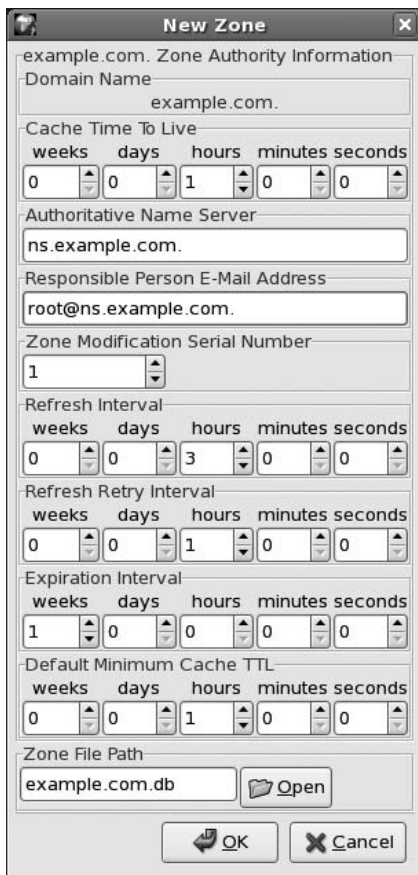 New Zone
example.com. Zone Authority Information
Domain Name
example.com.
Cache Time To Live
weeks days hours minutes seconds
0 0 1 0 0
Authoritative Name Server
ns.example.com.
Responsible Person E-Mail Address
root@ns.example.com.
Zone Modification Serial Number
1
Refresh Interval
weeks days hours minutes seconds
0 0 3 0 0
Refresh Retry Interval
weeks days hours minutes seconds
0 0 1 0 0
Expiration Interval
weeks days hours minutes seconds
1 0 0 0 0
Default Minimum Cache TTL
weeks days hours minutes seconds
0 0 1 0 0
Zone File Path
example.com.db Open
OK Cancel